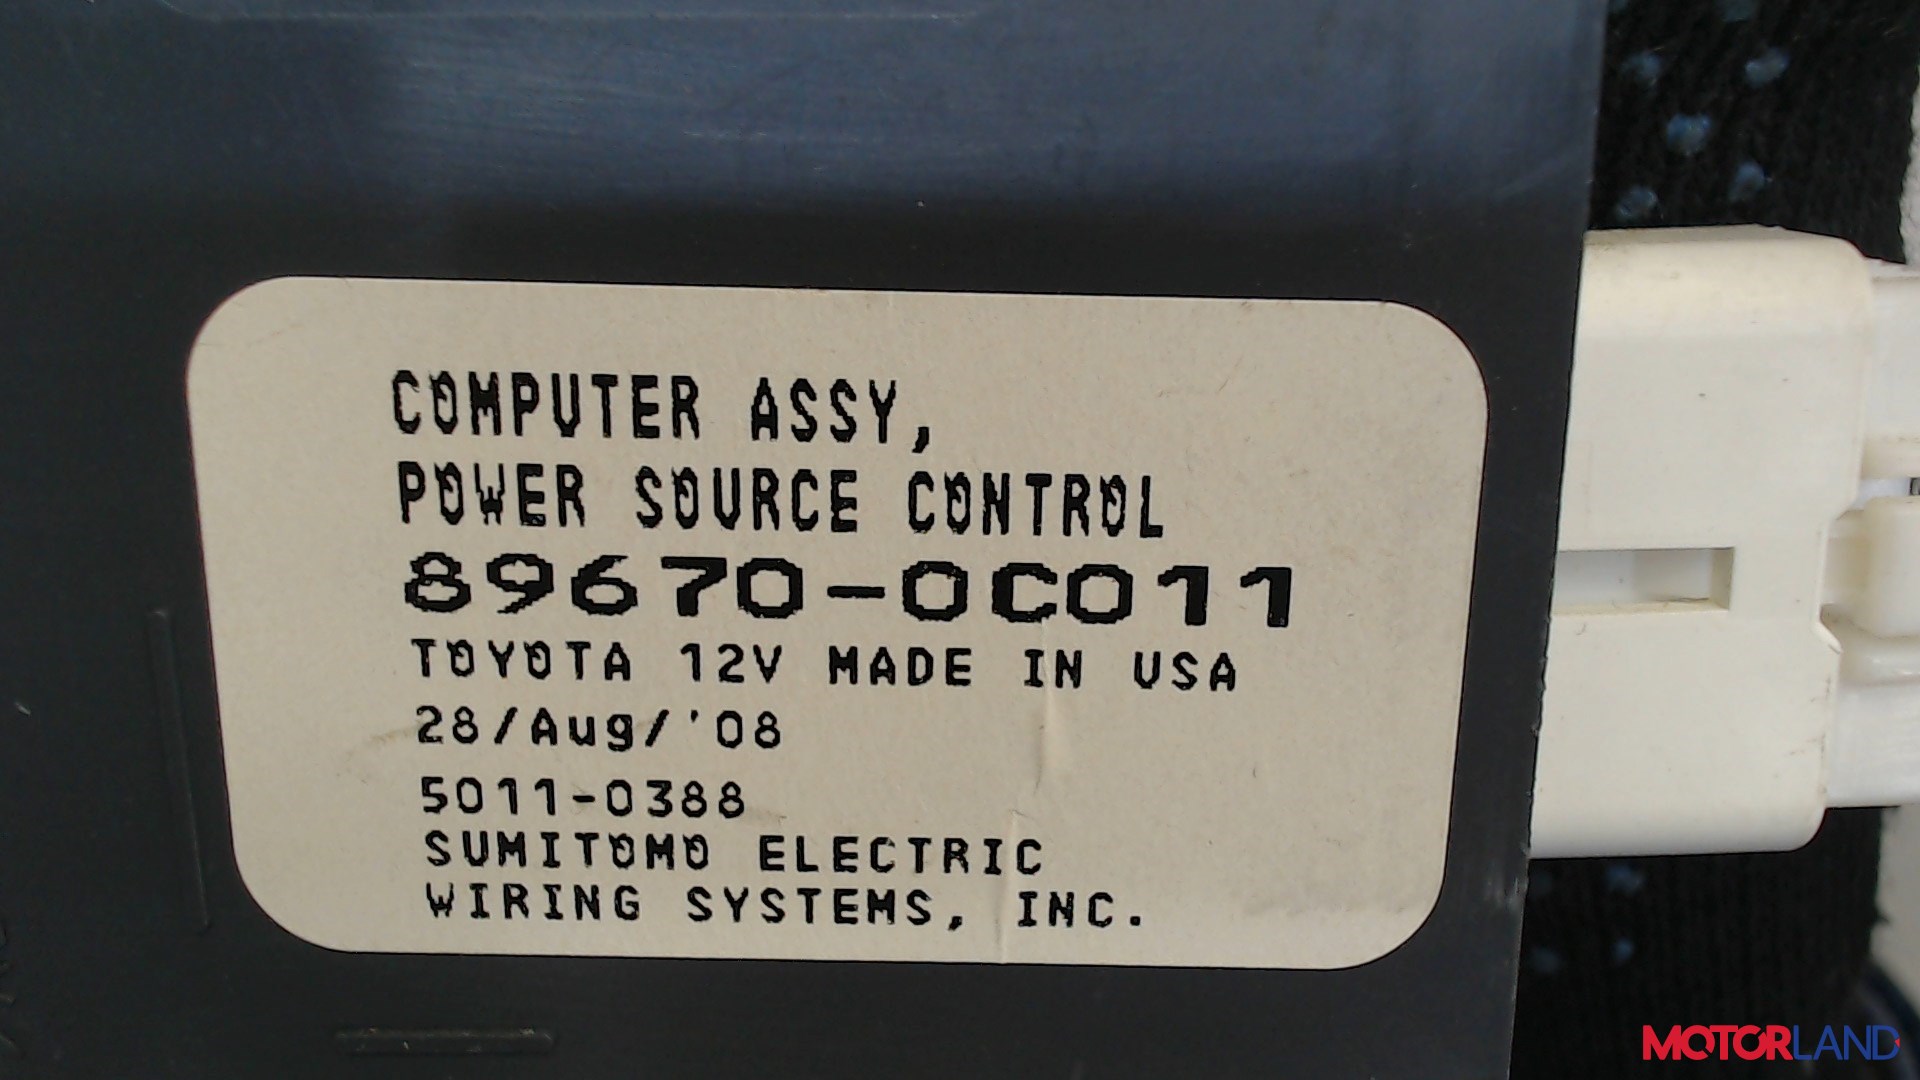 COMPUTER ASSY,
POWER SOURCE CONTROL
89670-0C011
TOYOTA 12V MADE IN USA
28/Aug/'08
5011-0388
SUMITOMO ELECTRIC
WIRING SYSTEMS, INC.
MOTORLAND